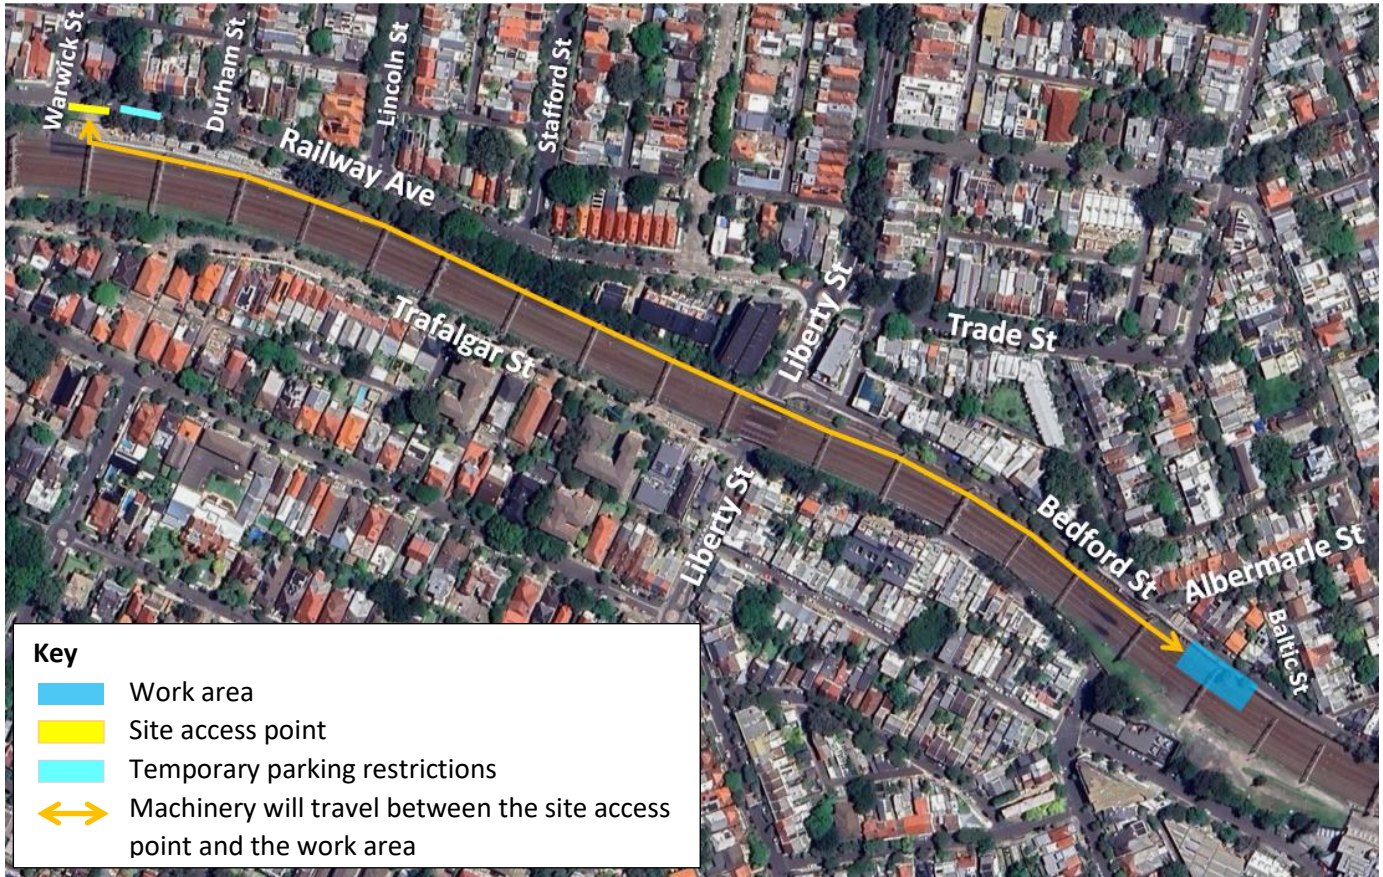 Warwick St
Durham St
Lincoln St
Stafford St
Railway Ave
Trafalgar St
Liberty St
Trade St
Liberty St
Bedford St
Albermarle St
Baltic St
Key
Work area
Site access point
Temporary parking restrictions
Machinery will travel between the site access
point and the work area